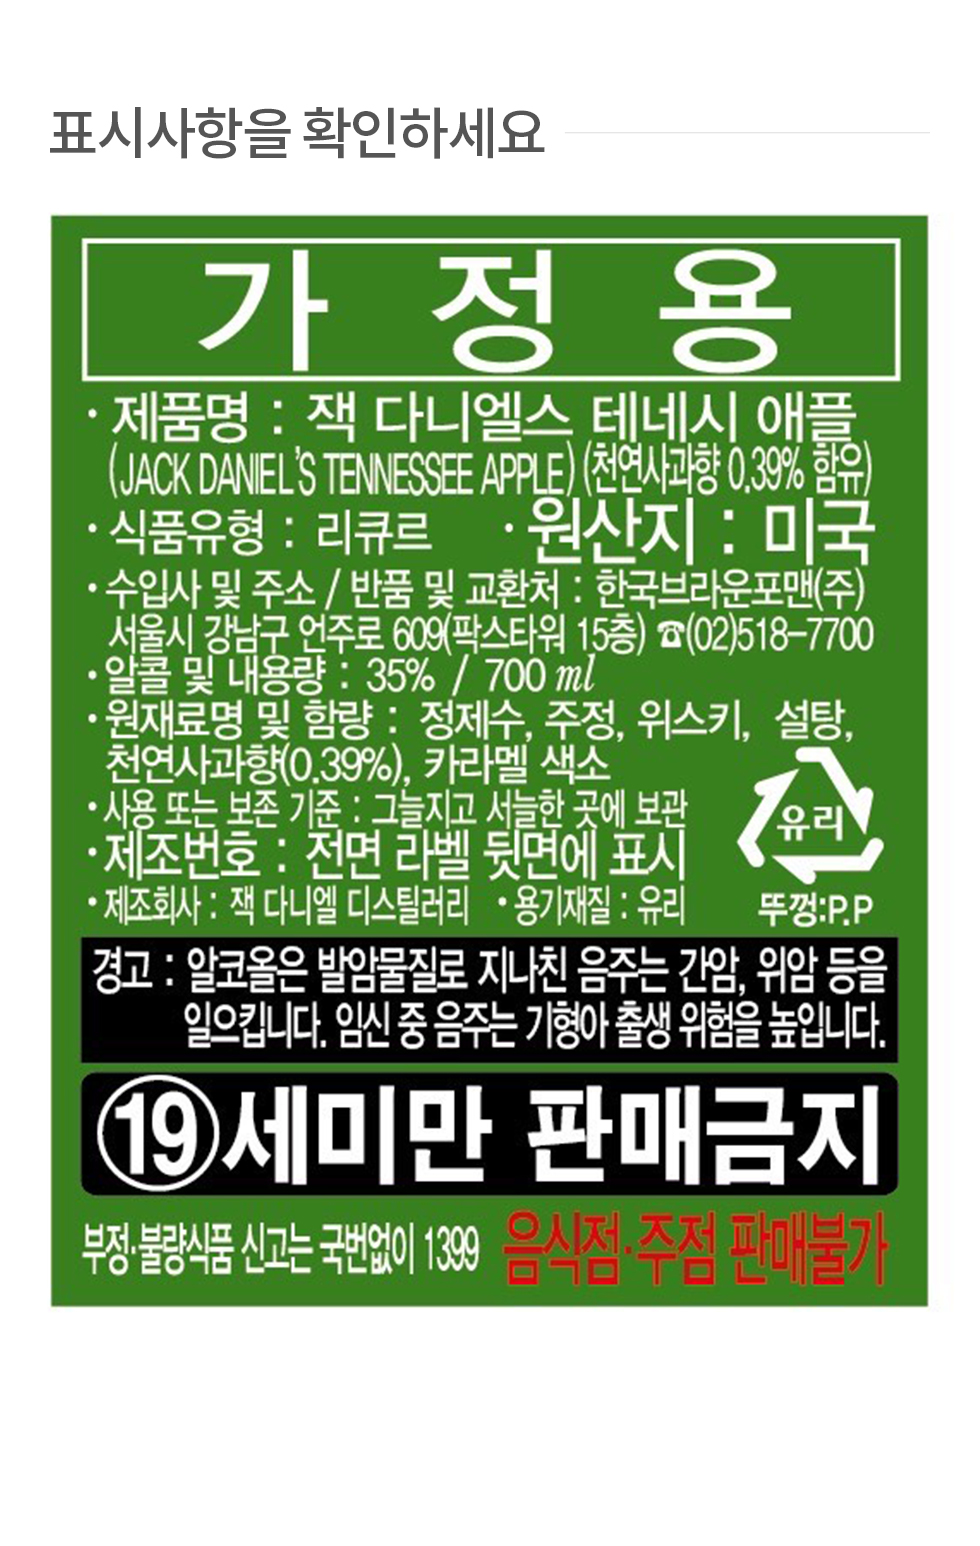 표시사항을 확인하세요
가 정 용
· 제품명 : 잭 다니엘스 테네시 애플
(JACK DANIEL'S TENNESSEE APPLE) (천연사과향 0.39% 함유)
· 식품유형 : 리큐르 · 원산지 : 미국
· 수입사 및 주소 / 반품 및 교환처 : 한국브라운포맨(주)
서울시 강남구 언주로 609(팍스타워 15층) ☎(02)518-7700
· 알콜 및 내용량 : 35% / 700 ml
· 원재료명 및 함량 : 정제수, 주정, 위스키, 설탕,
천연사과향(0.39%), 카라멜 색소
· 사용 또는 보존 기준 : 그늘지고 서늘한 곳에 보관
· 제조번호 : 전면 라벨 뒷면에 표시
· 제조회사 : 잭 다니엘 디스틸러리 · 용기재질 : 유리
유리
뚜껑:P.P
경고 : 알코올은 발암물질로 지나친 음주는 간암, 위암 등을
일으킵니다. 임신 중 음주는 기형아 출생 위험을 높입니다.
⑲세미만 판매금지
부정·불량식품 신고는 국번없이 1399 음식점·주점 판매불가